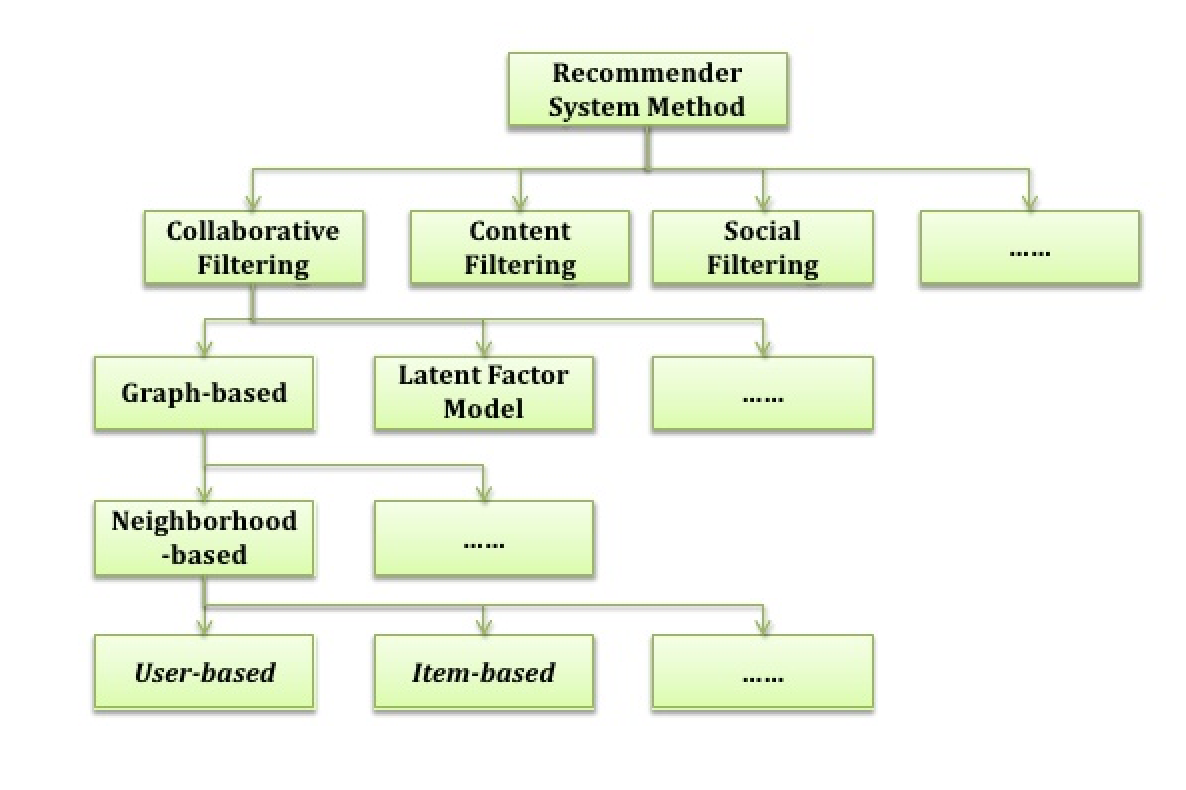 Recommender
System Method
Collaborative
Filtering
Content
Filtering
Social
Filtering
......
Graph-based
Latent Factor
Model
......
Neighborhood
-based
......
User-based
Item-based
......